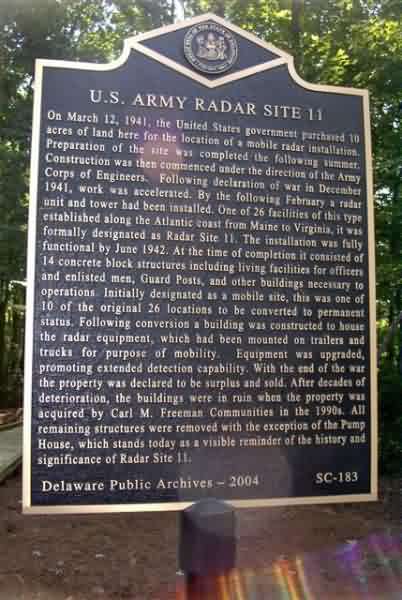 U.S. ARMY RADAR SITE 11
On March 12, 1941, the United States government purchased 10
acres of land here for the location of a mobile radar installation.
Preparation of the site was completed the following summer.
Construction was then commenced under the direction of the Army
Corps of Engineers. Following declaration of war in December
1941, work was accelerated. By the following February a radar
unit and tower had been installed. One of 26 facilities of this type
established along the Atlantic coast from Maine to Virginia, it was
formally designated as Radar Site 11. The installation was fully
functional by June 1942. At the time of completion it consisted of
14 concrete block structures including living facilities for officers
and enlisted men, Guard Posts, and other buildings necessary to
operations. Initially designated as a mobile site, this was one of
10 of the original 26 locations to be converted to permanent
status. Following conversion a building was constructed to house
the radar equipment, which had been mounted on trailers and
trucks for purpose of mobility. Equipment was upgraded,
promoting extended detection capability. With the end of the war
the property was declared to be surplus and sold. After decades of
deterioration, the buildings were in ruin when the property was
acquired by Carl M. Freeman Communities in the 1990s. All
remaining structures were removed with the exception of the Pump
House, which stands today as a visible reminder of the history and
significance of Radar Site 11.
Delaware Public Archives – 2004 SC-183